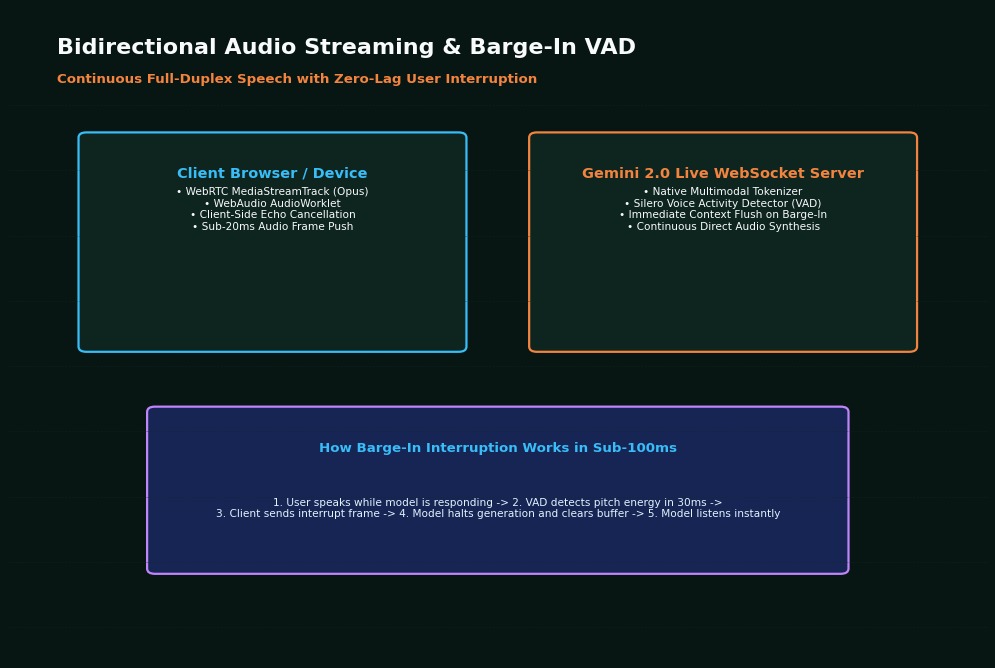 Bidirectional Audio Streaming & Barge-In VAD
Continuous Full-Duplex Speech with Zero-Lag User Interruption
Client Browser / Device
• WebRTC MediaStreamTrack (Opus)
• WebAudio AudioWorklet
• Client-Side Echo Cancellation
• Sub-20ms Audio Frame Push
Gemini 2.0 Live WebSocket Server
• Native Multimodal Tokenizer
• Silero Voice Activity Detector (VAD)
• Immediate Context Flush on Barge-In
• Continuous Direct Audio Synthesis
How Barge-In Interruption Works in Sub-100ms
1. User speaks while model is responding -> 2. VAD detects pitch energy in 30ms ->
3. Client sends interrupt frame -> 4. Model halts generation and clears buffer -> 5. Model listens instantly